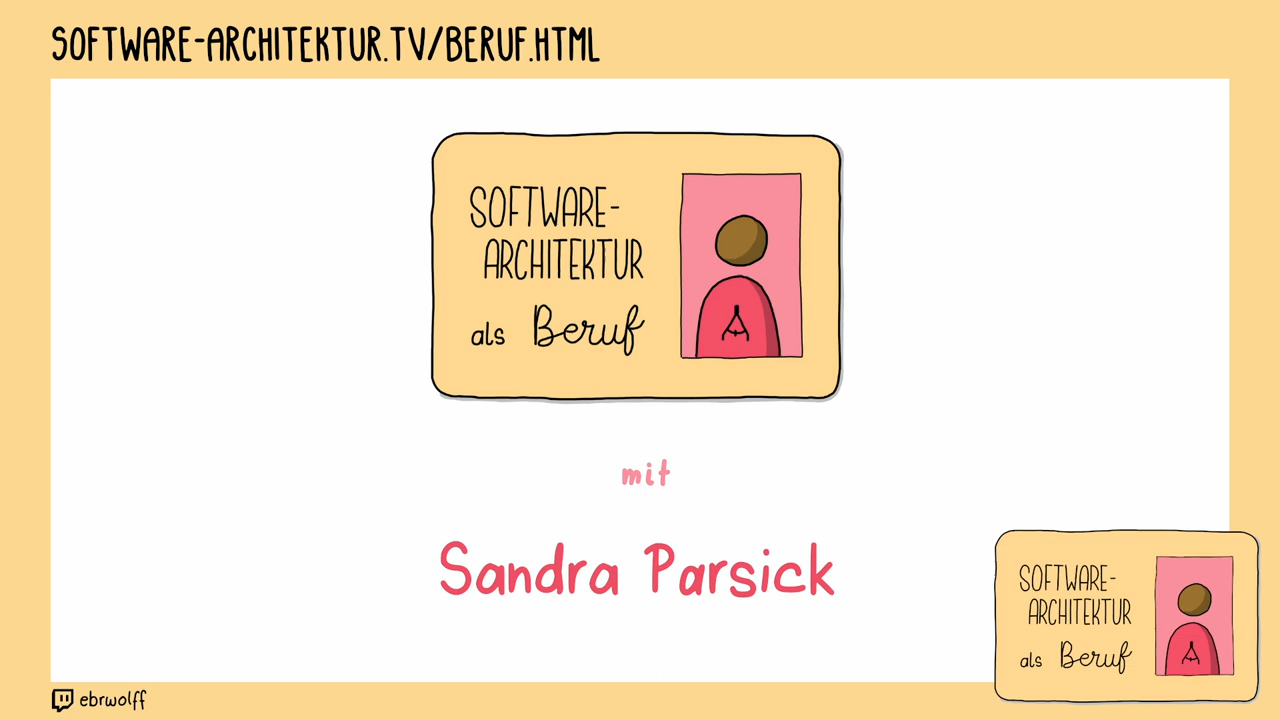 SOFTWARE-ARCHITEKTUR.TV/BERUF.HTML
SOFTWARE-
ARCHITEKTUR
als Beruf
mit
Sandra Parsick
SOFTWARE-
ARCHITEKTUR
als Beruf
ebrwolff